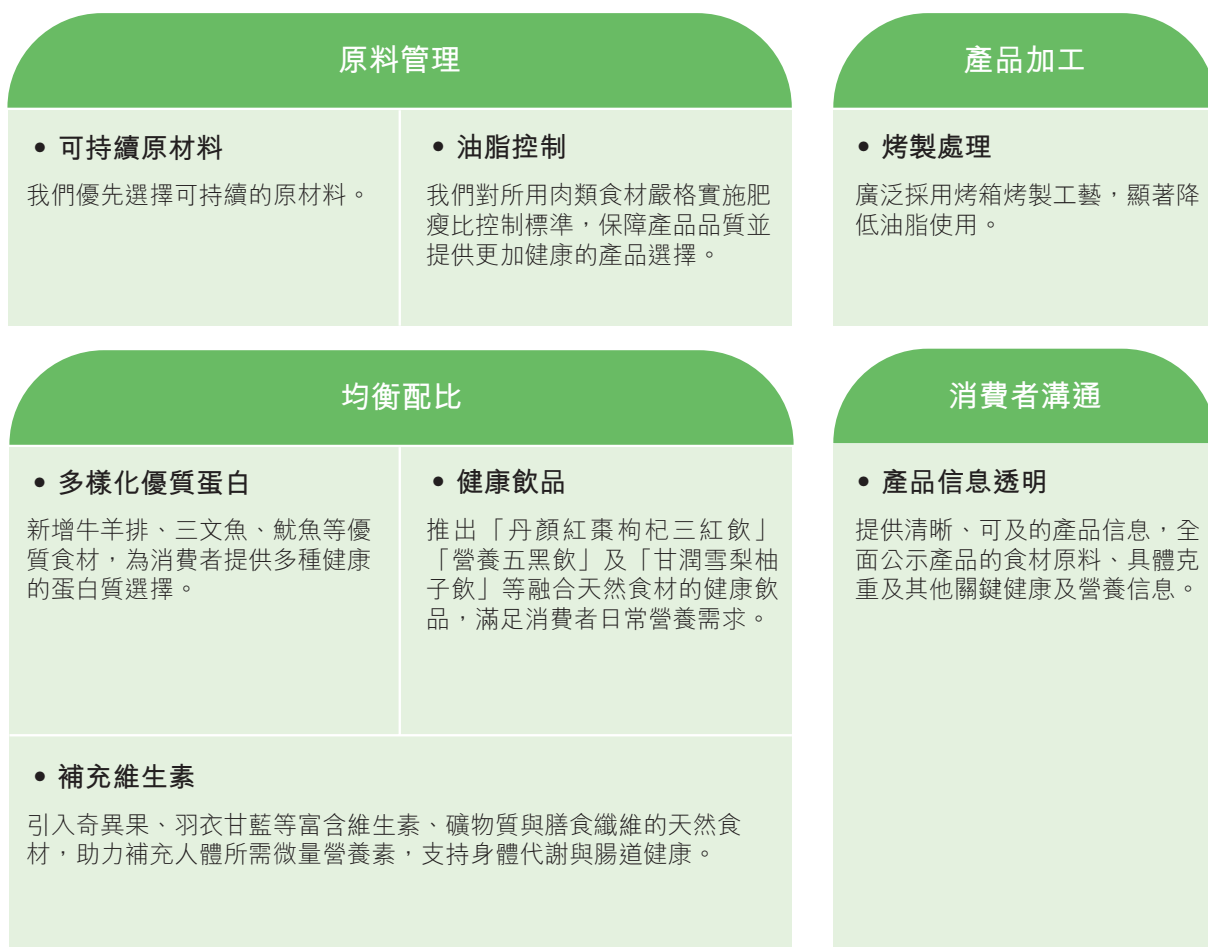 原料管理
• 可持續原材料
我們優先選擇可持續的原材料。
• 油脂控制
我們對所用肉類食材嚴格實施肥
瘦比控制標準，保障產品品質並
提供更加健康的產品選擇。
產品加工
• 烤製處理
廣泛採用烤箱烤製工藝，顯著降
低油脂使用。
均衡配比
• 多樣化優質蛋白
新增牛羊排、三文魚、魷魚等優
質食材，為消費者提供多種健康
的蛋白質選擇。
• 健康飲品
推出「丹顏紅棗枸杞三紅飲」
「營養五黑飲」及「甘潤雪梨柚
子飲」等融合天然食材的健康飲
品，滿足消費者日常營養需求。
• 補充維生素
引入奇異果、羽衣甘藍等富含維生素、礦物質與膳食纖維的天然食
材，助力補充人體所需微量營養素，支持身體代謝與腸道健康。
消費者溝通
• 產品信息透明
提供清晰、可及的產品信息，全
面公示產品的食材原料、具體克
重及其他關鍵健康及營養信息。